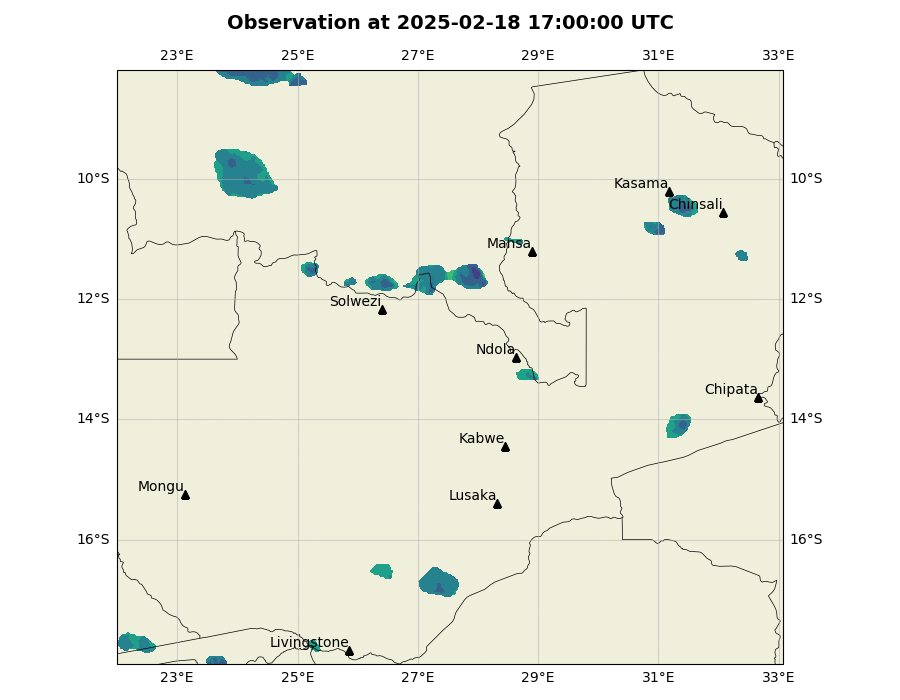 Observation at 2025-02-18 17:00:00 UTC
23°E 25°E 27°E 29°E 31°E 33°E
10°S 10°S
Kasama
Chinsali
Mansa
12°S 12°S
Solwezi
Ndola
Chipata
14°S 14°S
Kabwe
Mongu
Lusaka
16°S 16°S
Livingstone
23°E 25°E 27°E 29°E 31°E 33°E